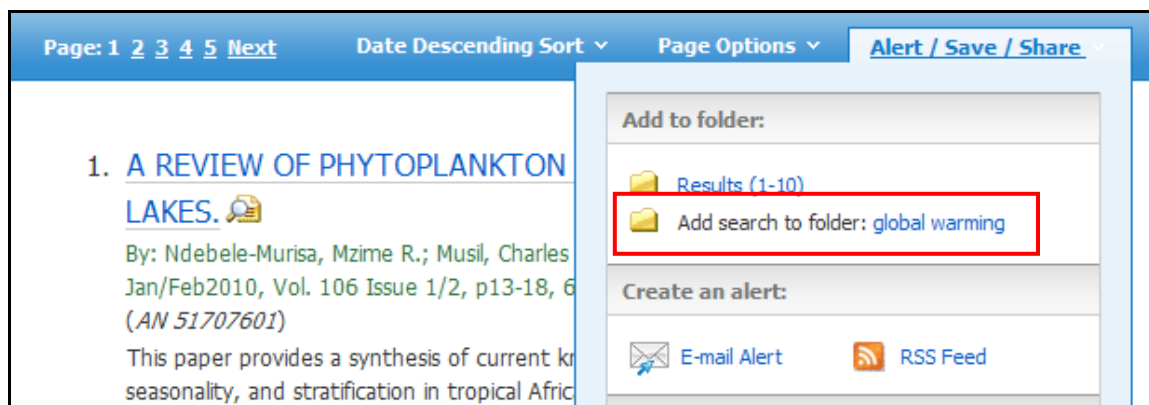 Page: 1 2 3 4 5 Next
Date Descending Sort
Page Options
Alert / Save / Share
1. A REVIEW OF PHYTOPLANKTON
LAKES.
By: Ndebele-Murisa, Mzime R.; Musil, Charles
Jan/Feb2010, Vol. 106 Issue 1/2, p13-18, 6
(AN 51707601)
This paper provides a synthesis of current
seasonality, and stratification in tropical
Add to folder:
Results (1-10)
Add search to folder: global warming
Create an alert:
E-mail Alert
RSS Feed